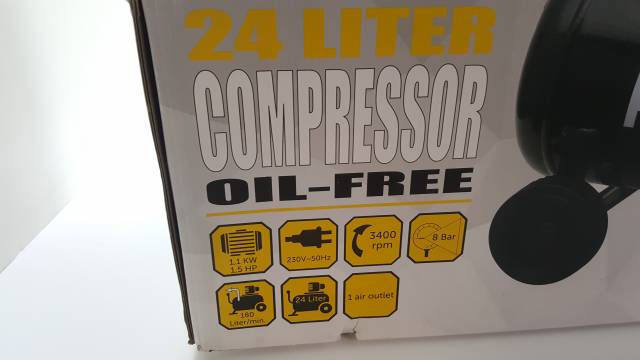 24 LITER
COMPRESSOR
OIL-FREE
1.1 KW
1.5 HP
230V~50Hz
3400
rpm
8 Bar
160
Liter/min.
24 Liter
1 air outlet